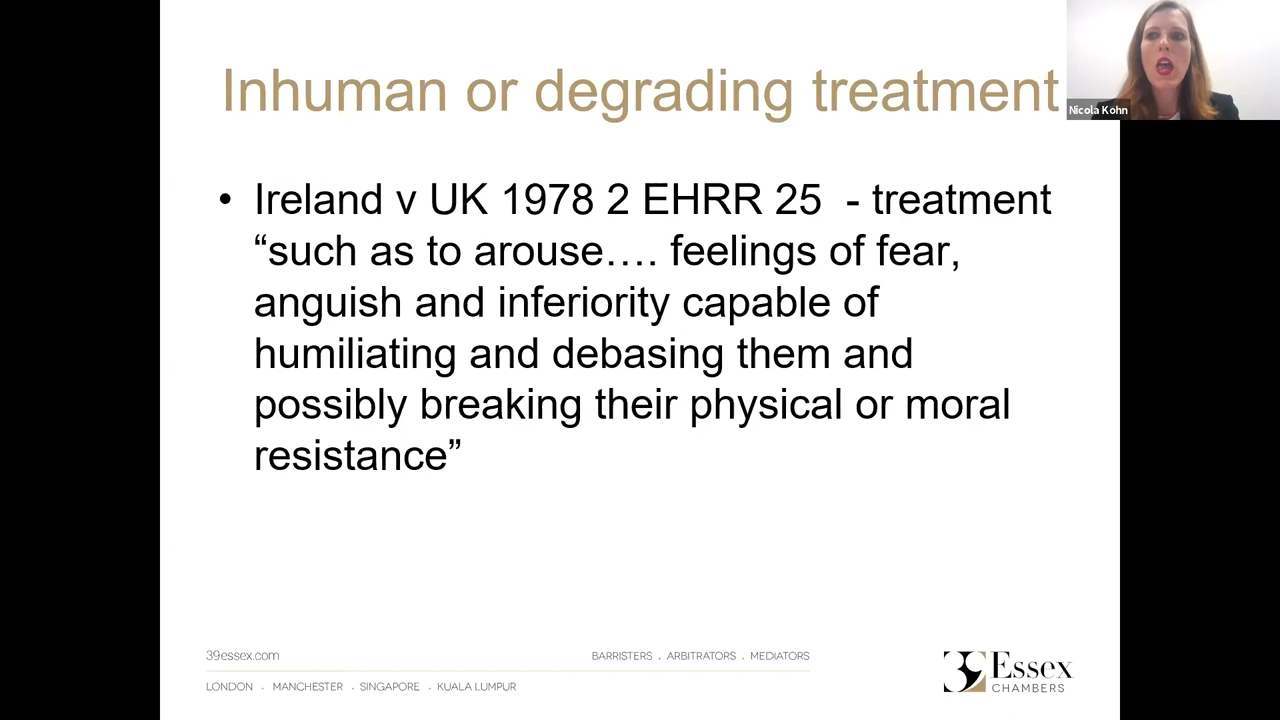 Inhuman or degrading treatment
Nicola Kohn
• Ireland v UK 1978 2 EHRR 25 - treatment
“such as to arouse…. feelings of fear,
anguish and inferiority capable of
humiliating and debasing them and
possibly breaking their physical or moral
resistance”
39essex.com
BARRISTERS . ARBITRATORS . MEDIATORS
LONDON . MANCHESTER . SINGAPORE . KUALA LUMPUR
39 Essex
CHAMBERS